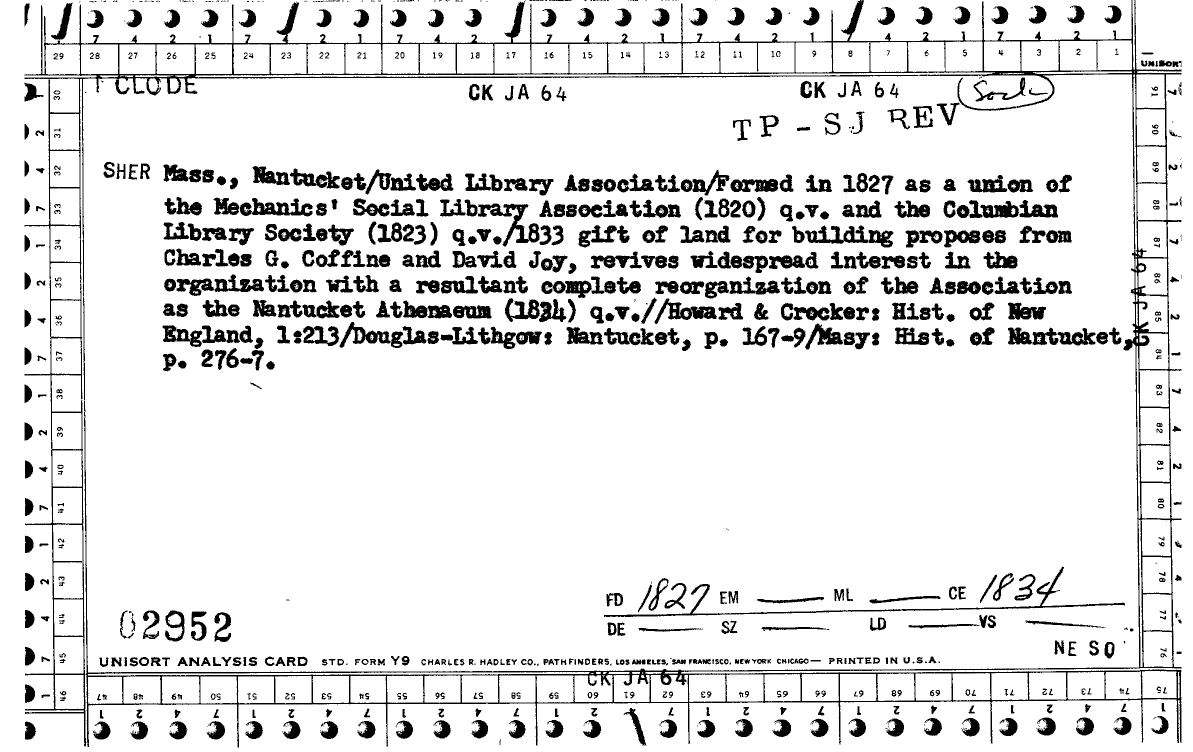 7 4 2 1 7 4 2 1 7 4 2 1 7 4 2 1 7 4 2 1 7 4 2 1 7 4 2 1
29 28 27 26 25 24 23 22 21 20 19 18 17 16 15 14 13 12 11 10 9 8 7 6 5 4 3 2 1
UNISORT
CLODE CK JA 64 CK JA 64
TP - SJ REV
SHER Mass., Nantucket/United Library Association/Formed in 1827 as a union of
the Mechanics' Social Library Association (1820) q.v. and the Columbian
Library Society (1823) q.v./1833 gift of land for building proposes from
Charles G. Coffine and David Joy, revives widespread interest in the
organization with a resultant complete reorganization of the Association
as the Nantucket Athenaeum (1834) q.v.//Howard & Crocker: Hist. of New
England, 1:213/Douglas-Lithgow: Nantucket, p. 167-9/Masy: Hist. of Nantucket,
p. 276-7.
CK JA 64
FD 1827 EM — ML — CE 1834
DE — SZ — LD — VS —
02952
NE SO
UNISORT ANALYSIS CARD STD. FORM Y9 CHARLES R. HADLEY CO., PATHFINDERS, LOS ANGELES, SAN FRANCISCO, NEW YORK CHICAGO — PRINTED IN U.S.A.
CK JA 64
30 31 32 33 34 35 36 37 38 39 40 41 42 43 44 45 46
47 48 49 50 51 52 53 54 55 56 57 58 59 60 61 62 63 64 65 66 67 68 69 70 71 72 73 74 75
76 77 78 79 80 81 82 83 84 85 86 87 88 89 90 91